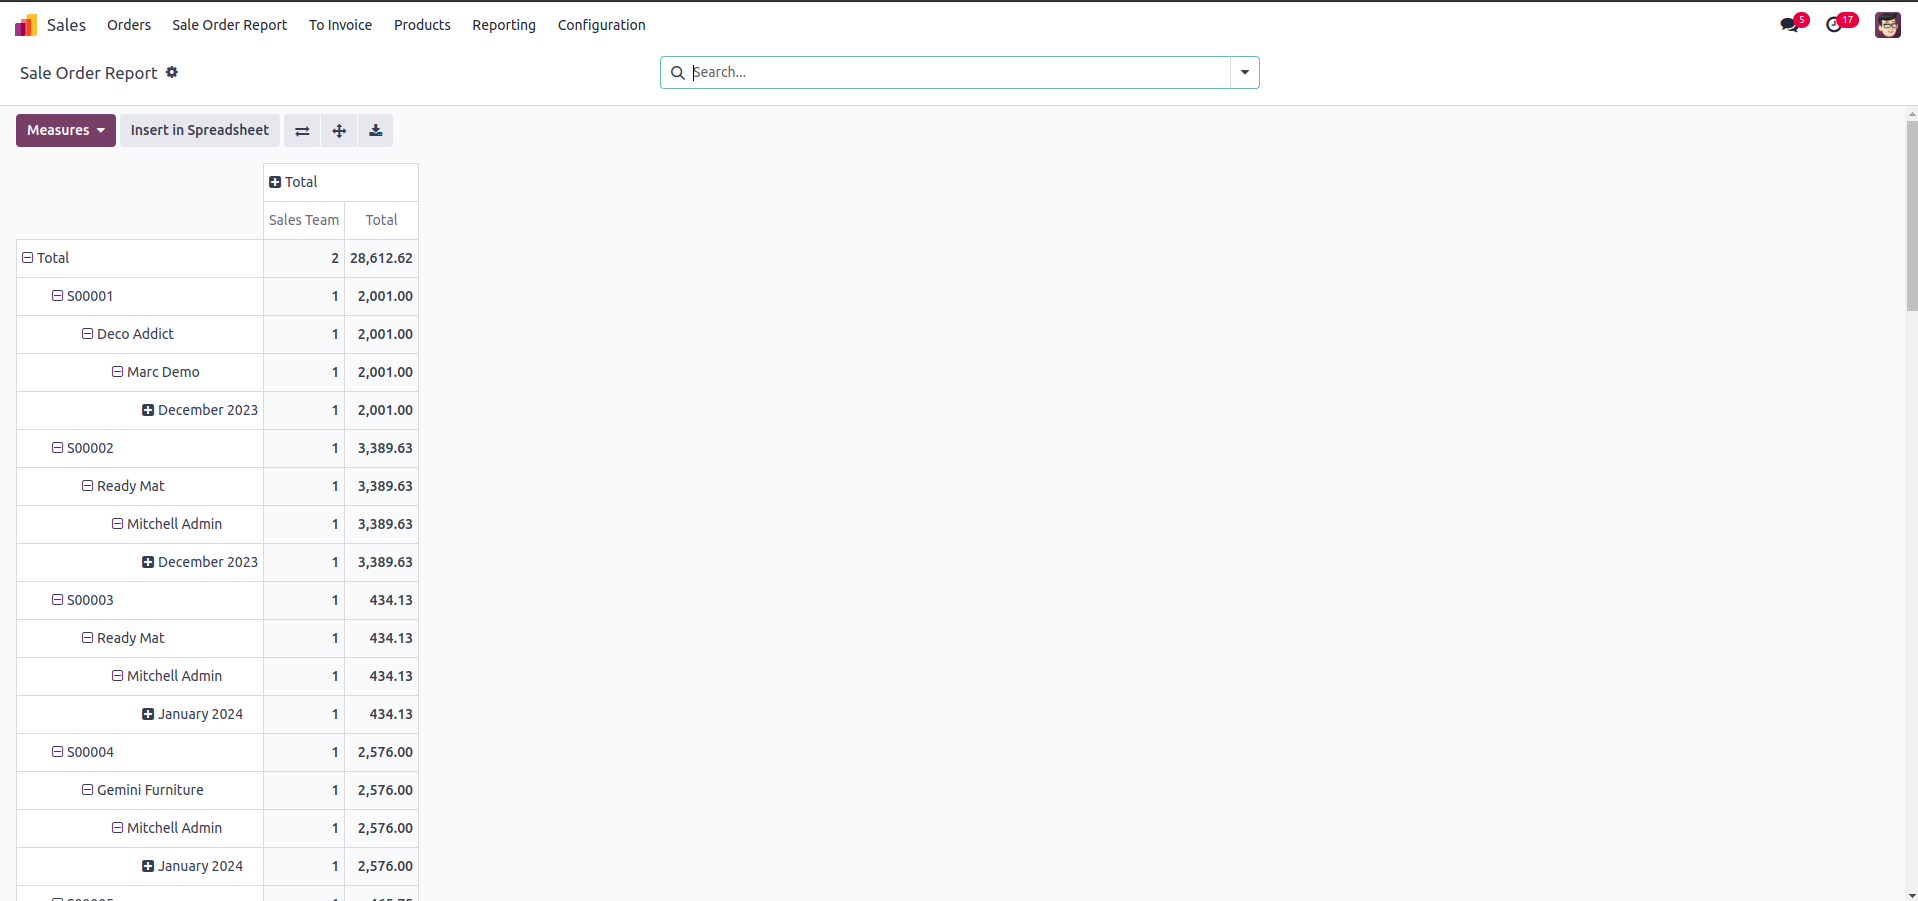 Sales Orders Sale Order Report To Invoice Products Reporting Configuration 5 17
Sale Order Report Search...
Measures Insert in Spreadsheet
Total
Sales Team Total
Total 2 28,612.62
S00001 1 2,001.00
Deco Addict 1 2,001.00
Marc Demo 1 2,001.00
December 2023 1 2,001.00
S00002 1 3,389.63
Ready Mat 1 3,389.63
Mitchell Admin 1 3,389.63
December 2023 1 3,389.63
S00003 1 434.13
Ready Mat 1 434.13
Mitchell Admin 1 434.13
January 2024 1 434.13
S00004 1 2,576.00
Gemini Furniture 1 2,576.00
Mitchell Admin 1 2,576.00
January 2024 1 2,576.00